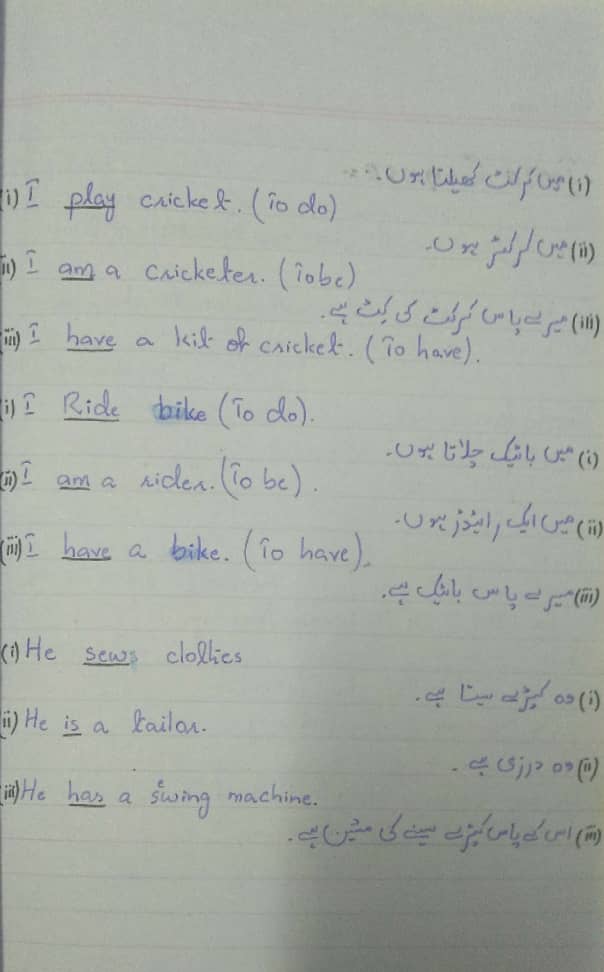 (i) میں کرکٹ کھیلتا ہوں۔
(i) I play cricket. (To do)
(ii) میں کرکٹر ہوں۔
(ii) I am a cricketer. (To be)
(iii) میرے پاس کرکٹ کی کِٹ ہے۔
(iii) I have a kit of cricket. (To have).
(i) I Ride bike (To do).
(i) میں بائیک چلاتا ہوں۔
(ii) I am a rider. (To be).
(ii) میں ایک رائیڈر ہوں۔
(iii) I have a bike. (To have).
(iii) میرے پاس بائیک ہے۔
(i) He sews clothes
(i) وہ کپڑے سیتا ہے۔
(ii) He is a tailor.
(ii) وہ درزی ہے۔
(iii) He has a sewing machine.
(iii) اس کے پاس کپڑے سینے کی مشین ہے۔